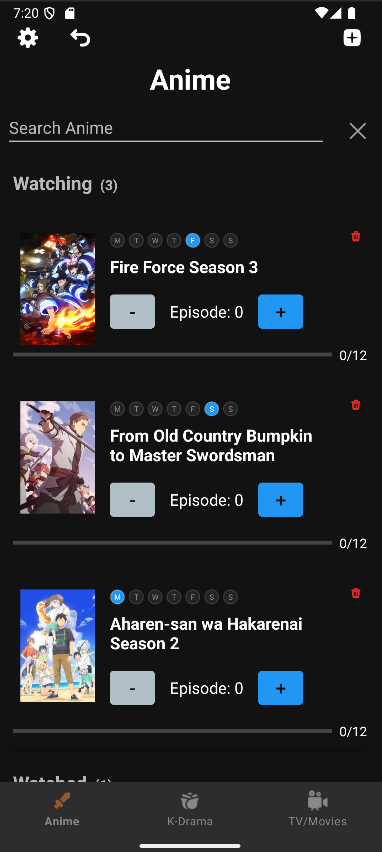 7:20
Anime
Search Anime
Watching (3)
M T W T F S S
Fire Force Season 3
- Episode: 0 +
0/12
M T W T F S S
From Old Country Bumpkin
to Master Swordsman
- Episode: 0 +
0/12
M T W T F S S
Aharen-san wa Hakarenai
Season 2
- Episode: 0 +
0/12
Watched (1)
Anime K-Drama TV/Movies